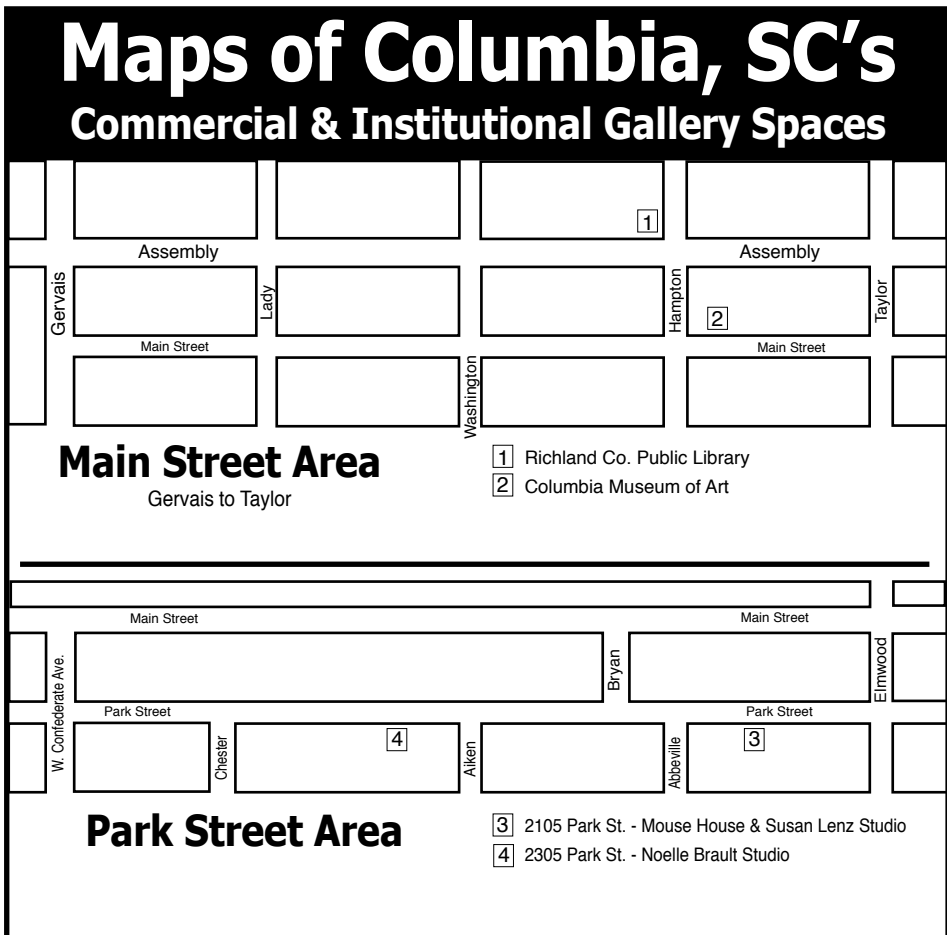 Maps of Columbia, SC’s
Commercial & Institutional Gallery Spaces
1
Assembly
Assembly
Gervais
Lady
Hampton
Taylor
2
Main Street
Main Street
Washington
Main Street Area
Gervais to Taylor
1 Richland Co. Public Library
2 Columbia Museum of Art
Main Street
Main Street
W. Confederate Ave.
Bryan
Elmwood
Park Street
Park Street
Chester
4
Aiken
Abbeville
3
Park Street Area
3 2105 Park St. - Mouse House & Susan Lenz Studio
4 2305 Park St. - Noelle Brault Studio